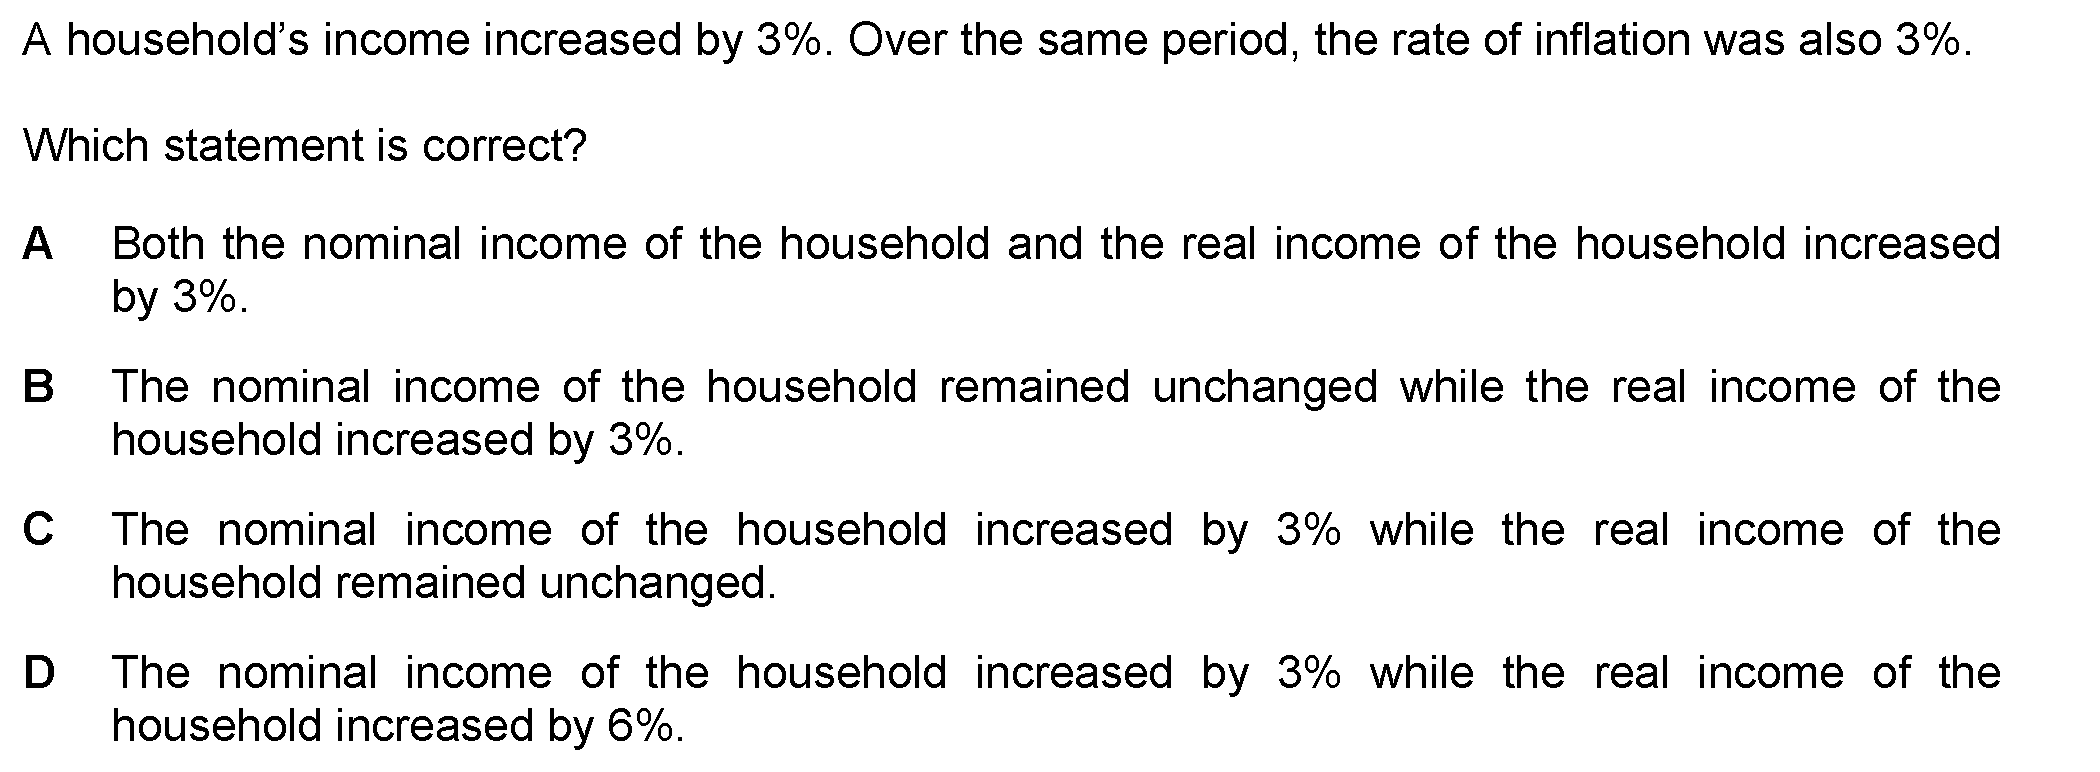 A household’s income increased by 3%. Over the same period, the rate of inflation was also 3%.
Which statement is correct?
A Both the nominal income of the household and the real income of the household increased
by 3%.
B The nominal income of the household remained unchanged while the real income of the
household increased by 3%.
C The nominal income of the household increased by 3% while the real income of the
household remained unchanged.
D The nominal income of the household increased by 3% while the real income of the
household increased by 6%.